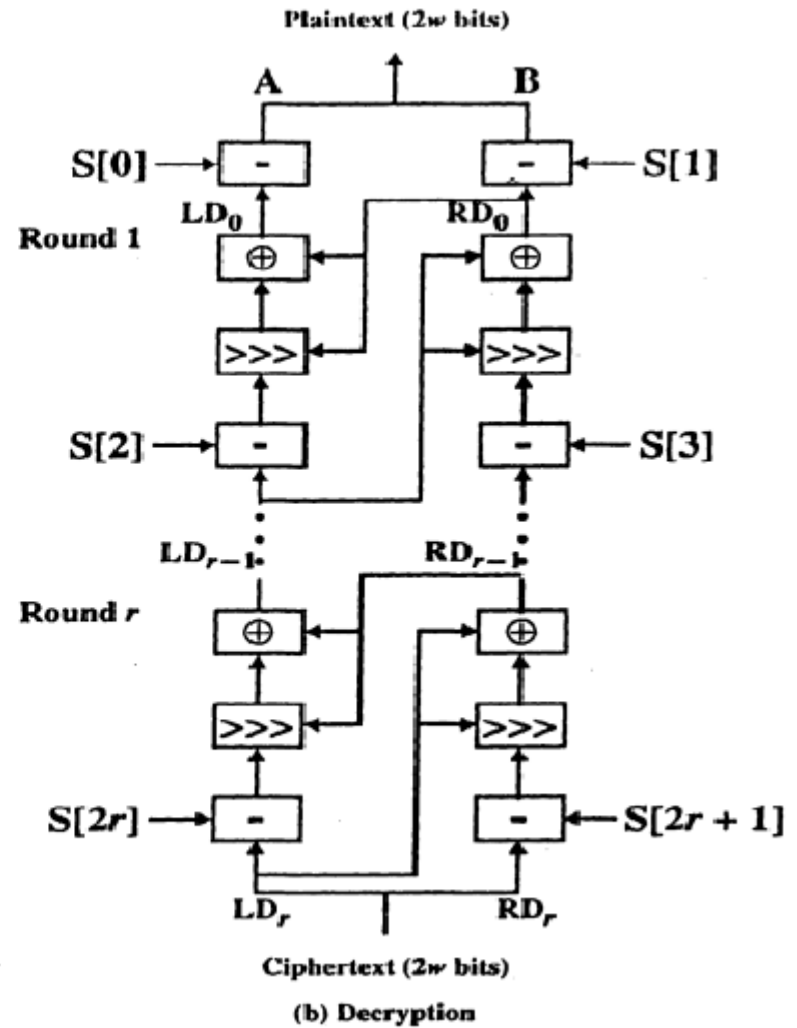 Plaintext (2w bits)
A B
S[0] - - S[1]
LD₀ RD₀
Round 1 ⊕ ⊕
>>> >>>
S[2] - - S[3]
LDᵣ₋₁ RDᵣ₋₁
Round r ⊕ ⊕
>>> >>>
S[2r] - - S[2r + 1]
LDᵣ RDᵣ
Ciphertext (2w bits)
(b) Decryption